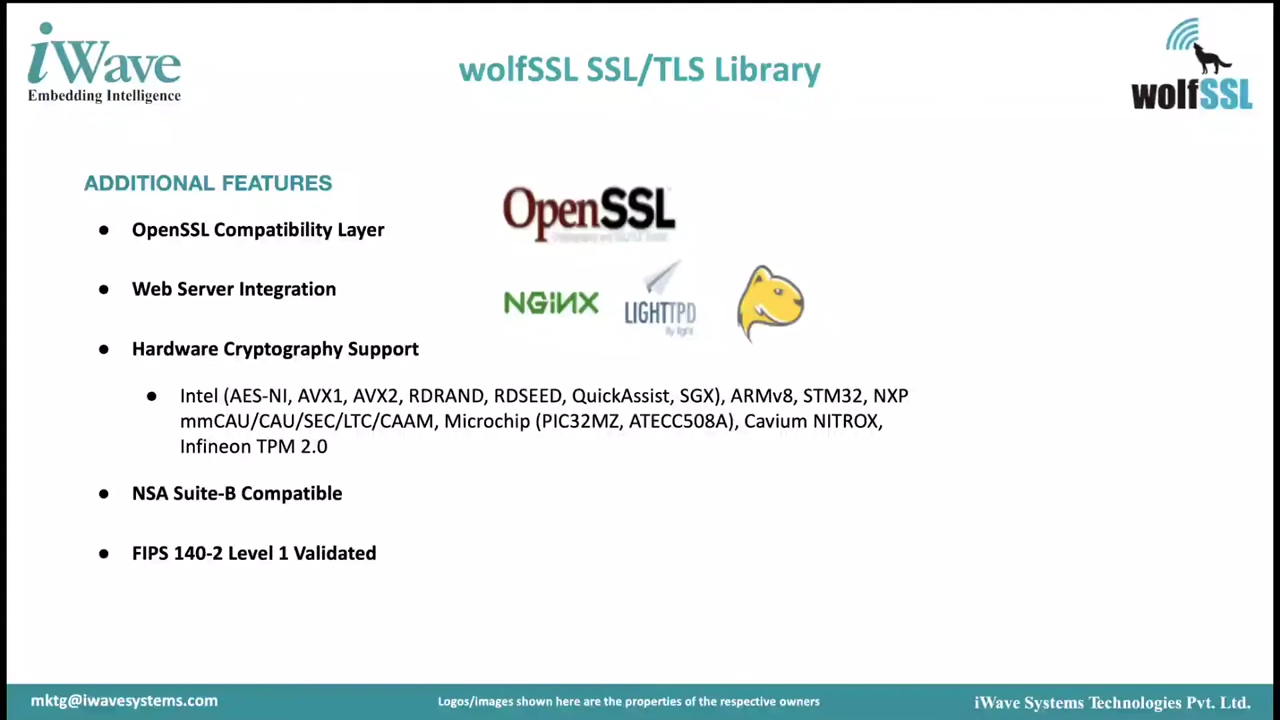 iWave
Embedding Intelligence
wolfSSL SSL/TLS Library
wolfSSL
ADDITIONAL FEATURES
● OpenSSL Compatibility Layer
OpenSSL
● Web Server Integration
NGINX
LIGHTTPD
fly light
● Hardware Cryptography Support
● Intel (AES-NI, AVX1, AVX2, RDRAND, RDSEED, QuickAssist, SGX), ARMv8, STM32, NXP
mmCAU/CAU/SEC/LTC/CAAM, Microchip (PIC32MZ, ATECC508A), Cavium NITROX,
Infineon TPM 2.0
● NSA Suite-B Compatible
● FIPS 140-2 Level 1 Validated
mktg@iwavesystems.com
Logos/images shown here are the properties of the respective owners
iWave Systems Technologies Pvt. Ltd.